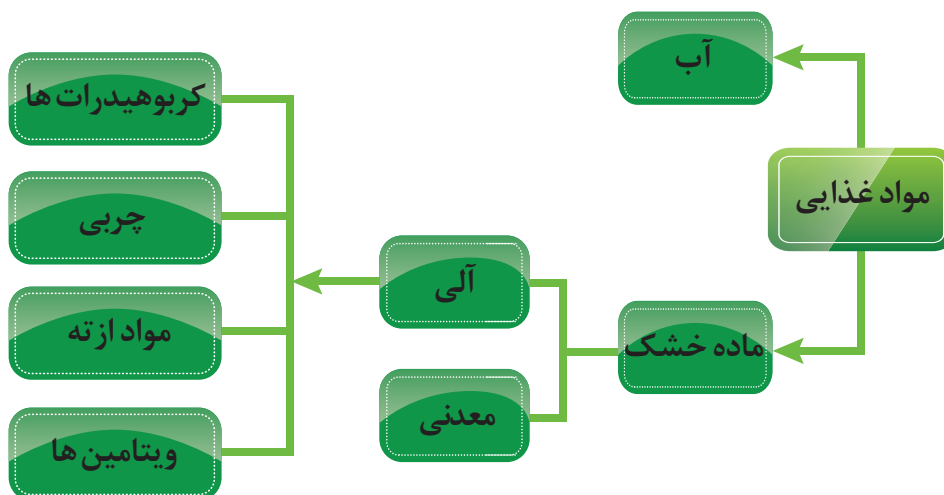 مواد غذایی
آب
ماده خشک
آلی
معدنی
کربوهیدرات ها
چربی
مواد ازته
ویتامین ها